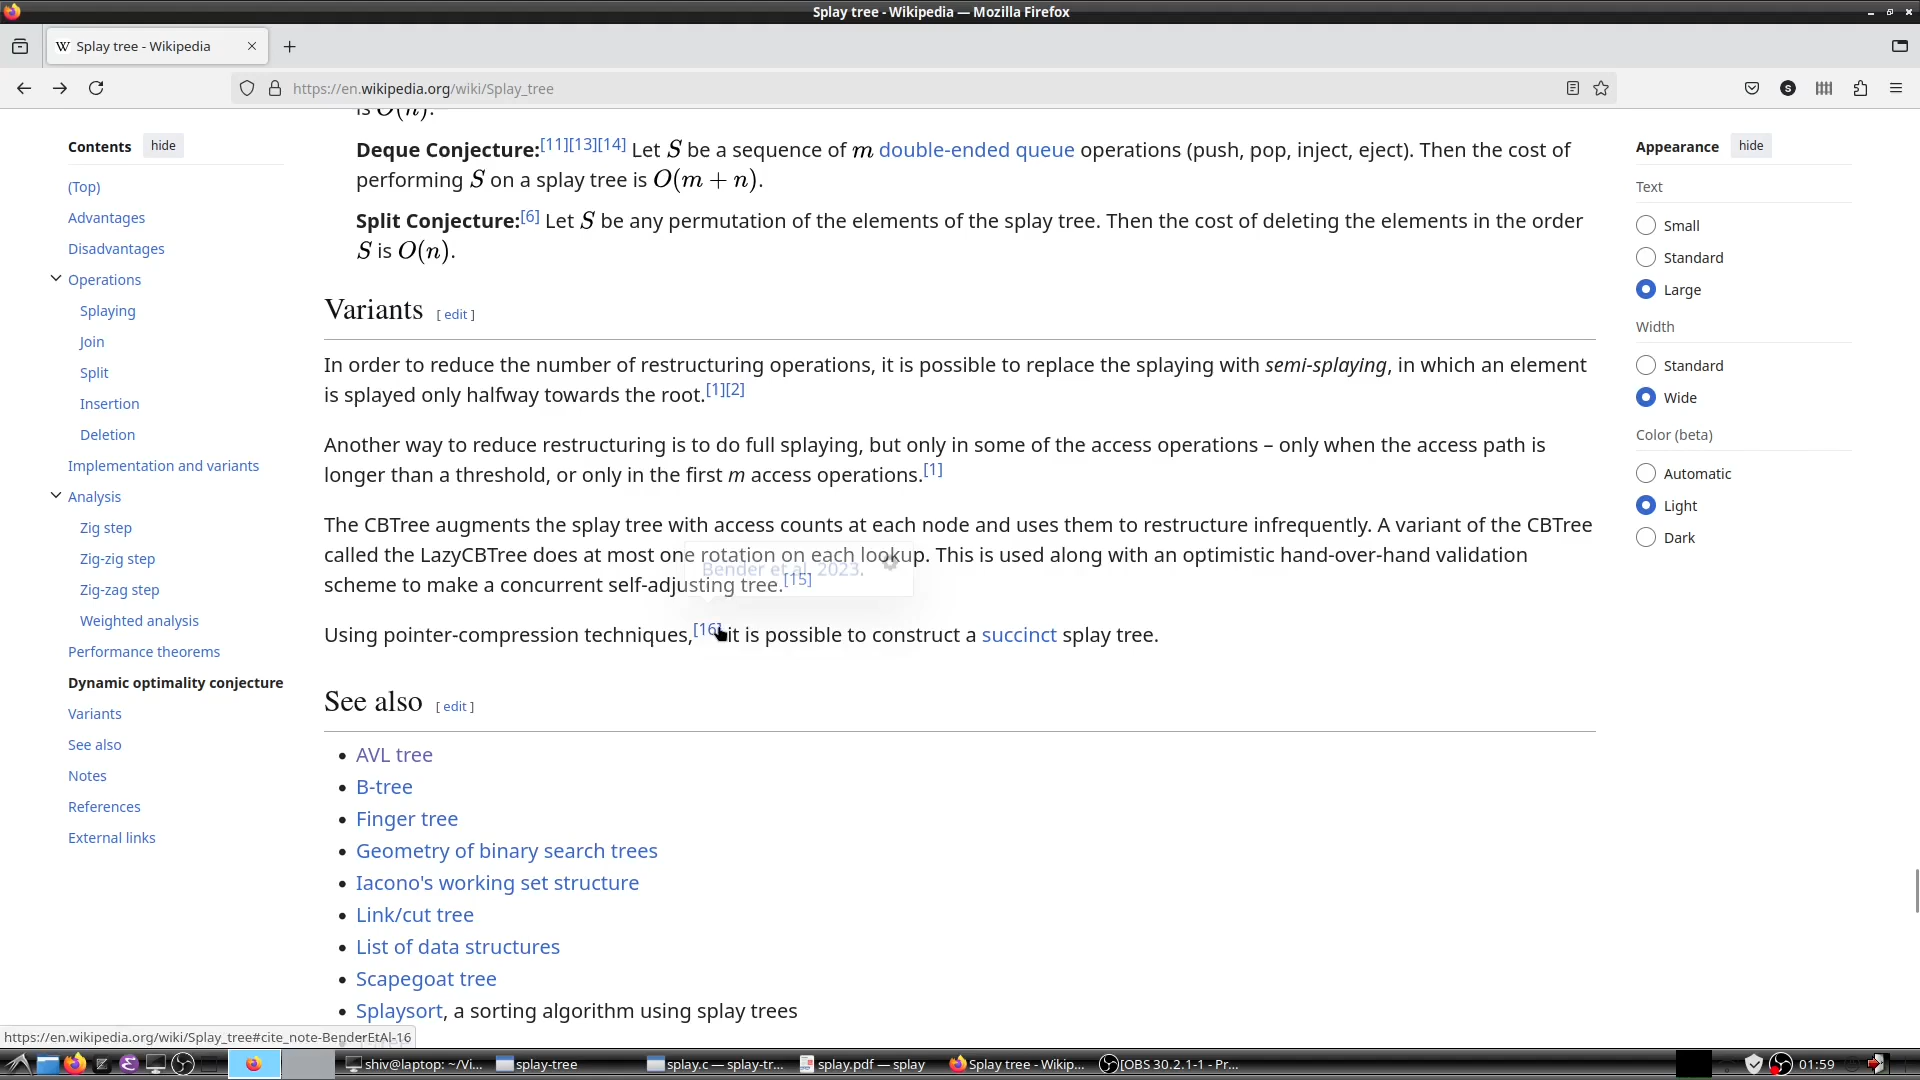 Splay tree - Wikipedia — Mozilla Firefox
Splay tree - Wikipedia
https://en.wikipedia.org/wiki/Splay_tree
Contents hide
(Top)
Advantages
Disadvantages
Operations
Splaying
Join
Split
Insertion
Deletion
Implementation and variants
Analysis
Zig step
Zig-zig step
Zig-zag step
Weighted analysis
Performance theorems
Dynamic optimality conjecture
Variants
See also
Notes
References
External links
is O(n).
Deque Conjecture:[11][13][14] Let S be a sequence of m double-ended queue operations (push, pop, inject, eject). Then the cost of
performing S on a splay tree is O(m + n).
Split Conjecture:[6] Let S be any permutation of the elements of the splay tree. Then the cost of deleting the elements in the order
S is O(n).
Variants [ edit ]
In order to reduce the number of restructuring operations, it is possible to replace the splaying with semi-splaying, in which an element
is splayed only halfway towards the root.[1][2]
Another way to reduce restructuring is to do full splaying, but only in some of the access operations – only when the access path is
longer than a threshold, or only in the first m access operations.[1]
The CBTree augments the splay tree with access counts at each node and uses them to restructure infrequently. A variant of the CBTree
called the LazyCBTree does at most one rotation on each lookup. This is used along with an optimistic hand-over-hand validation
Bender et al. 2023.
scheme to make a concurrent self-adjusting tree.[15]
Using pointer-compression techniques,[16] it is possible to construct a succinct splay tree.
See also [ edit ]
AVL tree
B-tree
Finger tree
Geometry of binary search trees
Iacono's working set structure
Link/cut tree
List of data structures
Scapegoat tree
Splaysort, a sorting algorithm using splay trees
Appearance hide
Text
Small
Standard
Large
Width
Standard
Wide
Color (beta)
Automatic
Light
Dark
https://en.wikipedia.org/wiki/Splay_tree#cite_note-BenderEtAl-16
shiv@laptop: ~/Vi...
splay-tree
splay.c — splay-tr...
splay.pdf — splay
Splay tree - Wikip...
[OBS 30.2.1-1 - Pr...
01:59